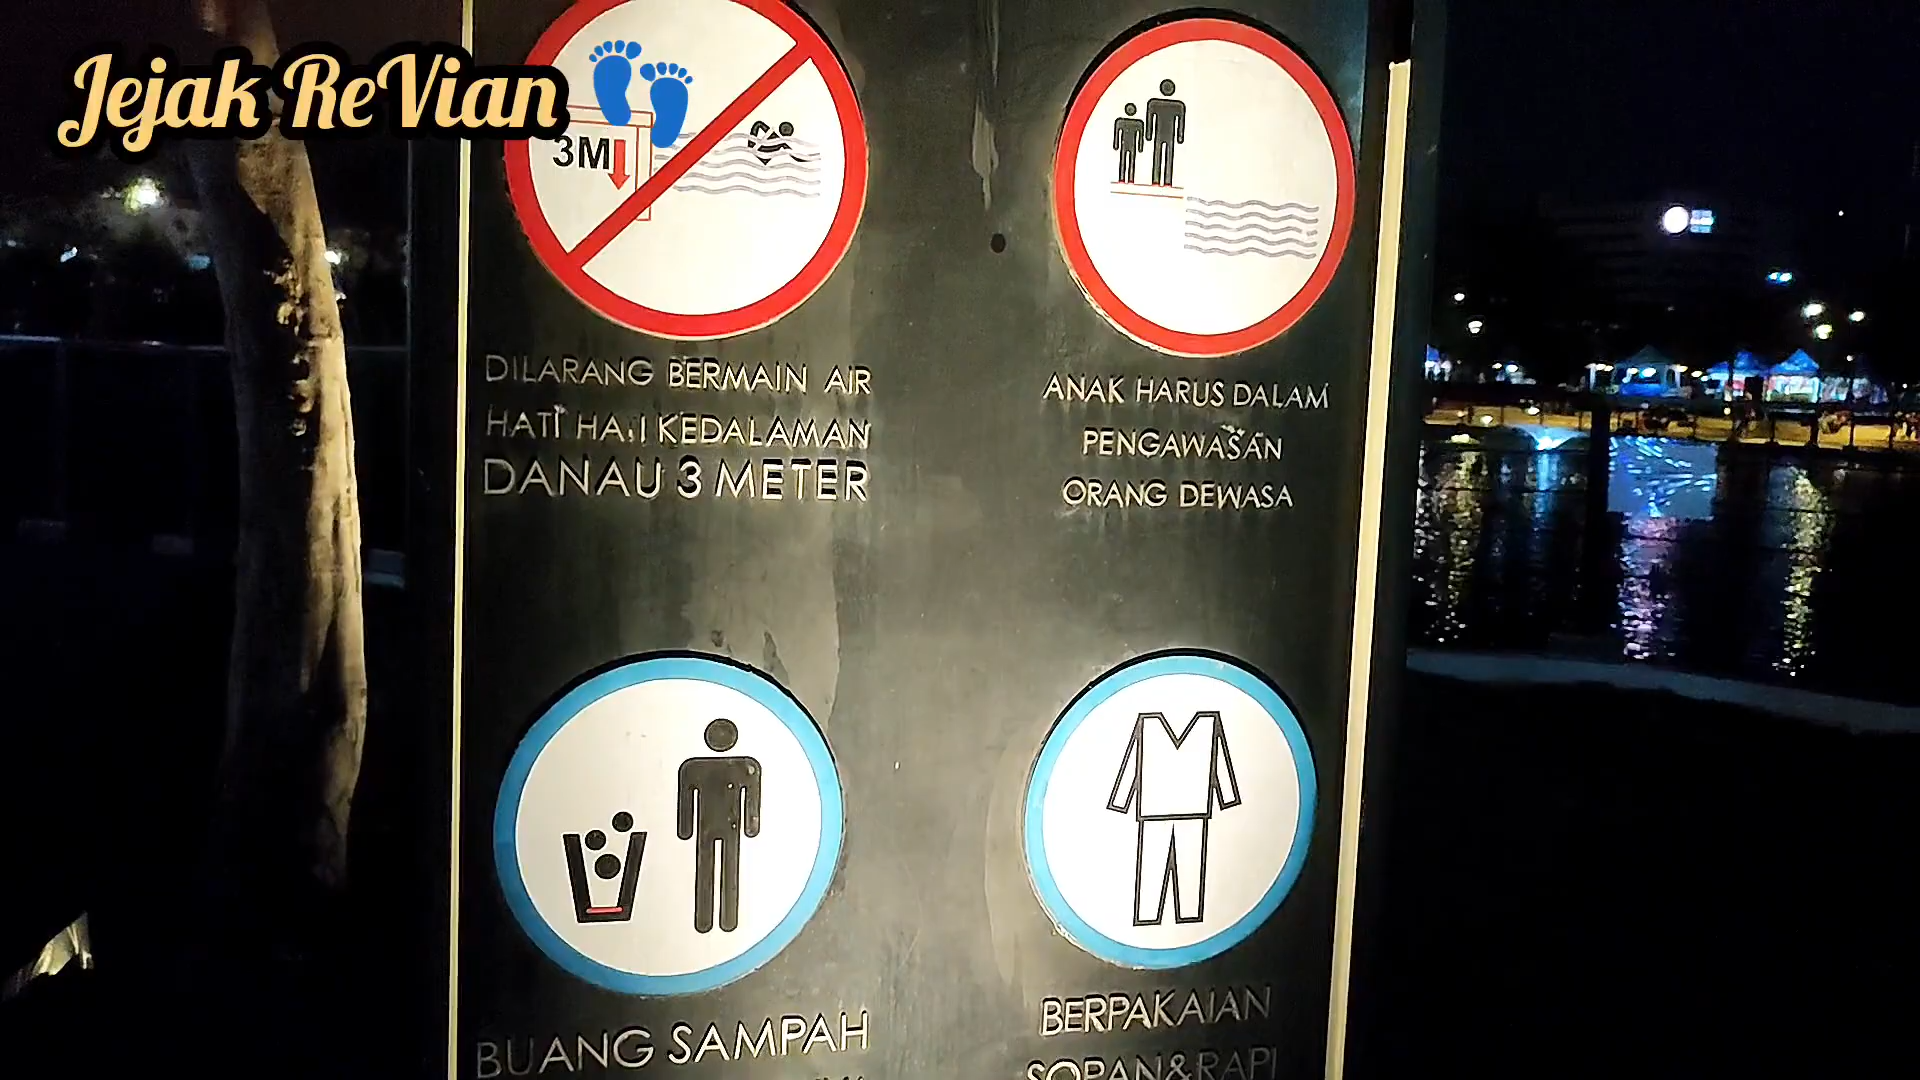 Jejak ReVian
3M
DILARANG BERMAIN AIR
HATI HATI KEDALAMAN
DANAU 3 METER
ANAK HARUS DALAM
PENGAWASAN
ORANG DEWASA
BUANG SAMPAH
BERPAKAIAN
SOPAN&RAPI